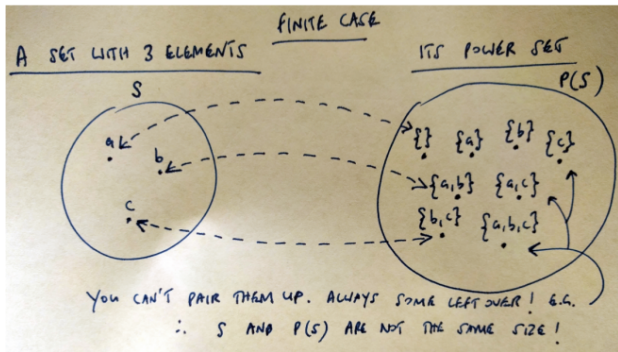 FINITE CASE
A SET WITH 3 ELEMENTS
ITS POWER SET
S
P(S)
a
b
c
{} {a} {b} {c}
{a,b} {a,c}
{b,c} {a,b,c}
YOU CAN'T PAIR THEM UP. ALWAYS SOME LEFT OVER! E.G.
∴ S AND P(S) ARE NOT THE SAME SIZE!